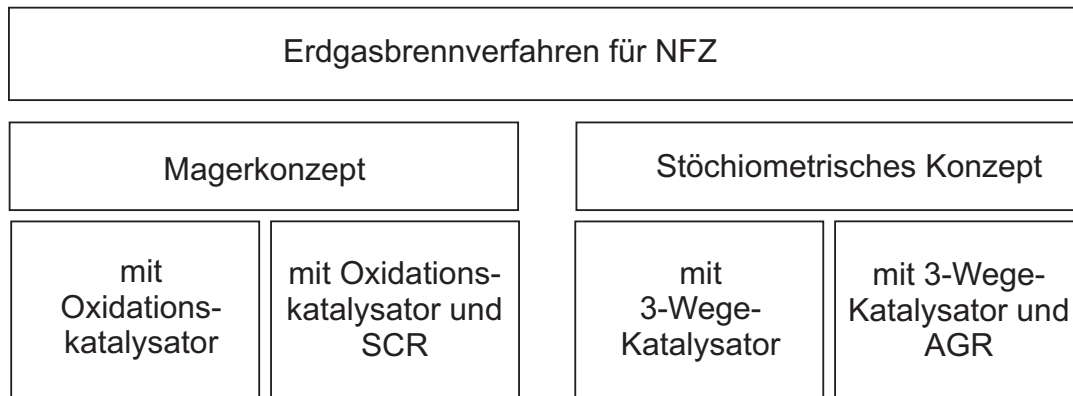 Erdgasbrennverfahren für NFZ
Magerkonzept
Stöchiometrisches Konzept
mit
Oxidations-
katalysator
mit Oxidations-
katalysator und
SCR
mit
3-Wege-
Katalysator
mit 3-Wege-
Katalysator und
AGR